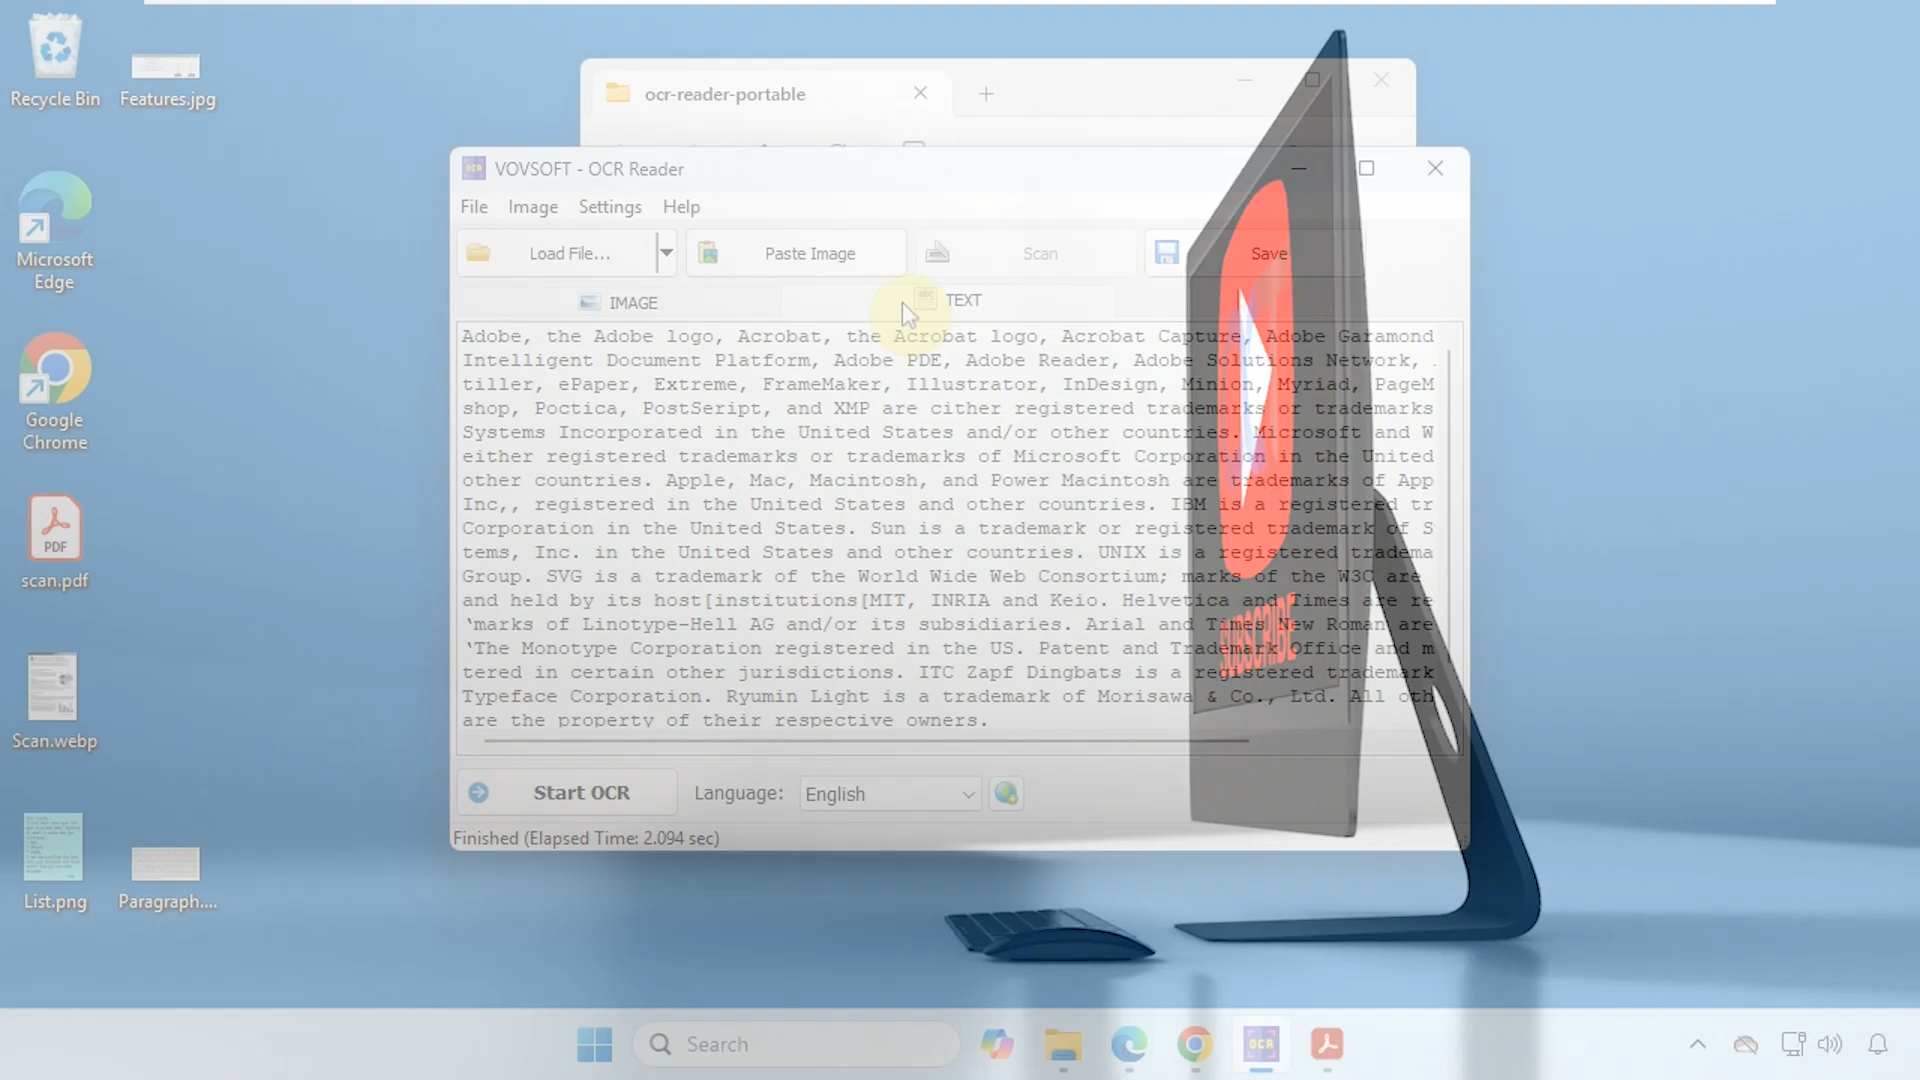 Recycle Bin
Features.jpg
Microsoft
Edge
Google
Chrome
PDF
scan.pdf
Scan.webp
List.png
Paragraph....
ocr-reader-portable
VOVSOFT - OCR Reader
File Image Settings Help
Load File... Paste Image Scan Save
IMAGE TEXT
Adobe, the Adobe logo, Acrobat, the Acrobat logo, Acrobat Capture, Adobe Garamond
Intelligent Document Platform, Adobe PDE, Adobe Reader, Adobe Solutions Network,
tiller, ePaper, Extreme, FrameMaker, Illustrator, InDesign, Minion, Myriad, PageM
shop, Poctica, PostSeript, and XMP are cither registered trademarks or trademarks
Systems Incorporated in the United States and/or other countries. Microsoft and W
either registered trademarks or trademarks of Microsoft Corporation in the United
other countries. Apple, Mac, Macintosh, and Power Macintosh are trademarks of App
Inc,, registered in the United States and other countries. IBM is a registered tr
Corporation in the United States. Sun is a trademark or registered trademark of S
tems, Inc. in the United States and other countries. UNIX is a registered tradema
Group. SVG is a trademark of the World Wide Web Consortium; marks of the W3C are
and held by its host[institutions[MIT, INRIA and Keio. Helvetica and Times are re
‘marks of Linotype-Hell AG and/or its subsidiaries. Arial and Times New Roman are
‘The Monotype Corporation registered in the US. Patent and Trademark Office and m
tered in certain other jurisdictions. ITC Zapf Dingbats is a registered trademark
Typeface Corporation. Ryumin Light is a trademark of Morisawa & Co., Ltd. All oth
are the property of their respective owners.
SUBSCRIBE
Start OCR Language: English
Finished (Elapsed Time: 2.094 sec)
Search
OCR